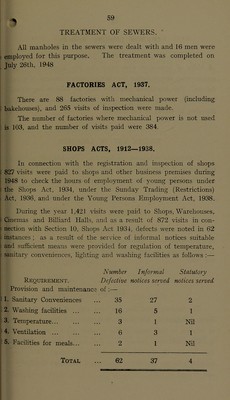 59
TREATMENT OF SEWERS.
All manholes in the sewers were dealt with and 16 men were
employed for this purpose. The treatment was completed on
July 26th, 1948.
FACTORIES ACT, 1937.
There are 88 factories with mechanical power (including
bakehouses), and 265 visits of inspection were made.
The number of factories where mechanical power is not used
is 103, and the number of visits paid were 384.
SHOPS ACTS, 1912—1938.
In connection with the registration and inspection of shops
827 visits were paid to shops and other business premises during
1948 to check the hours of employment of young persons under
the Shops Act, 1934, under the Sunday Trading (Restrictions)
Act, 1936, and under the Young Persons Employment Act, 1938.
During the year 1,421 visits were paid to Shops, Warehouses,
Cinemas and Billiard Halls, and as a result of 872 visits in con-
nection with Section 10, Shops Act 1934, defects were noted in 62
instances; as a result of the service of informal notices suitable
and sufficient means were provided for regulation of temperature,
sanitary conveniences, lighting and washing facilities as follows :—
Number Informal Statutory
REQUIREMENT. Defective notices served notices served
Provision and maintenance of :—
1. Sanitary Conveniences ... 35 27 2
2. Washing facilities ... ... 16 5 1
3. Temperature... ... ... 3 1 Nil
4. Ventilation ... ... ... 6 3 1
5. Facilities for meals... ... 2 1 Nil
TOTAL ... 62 37 4